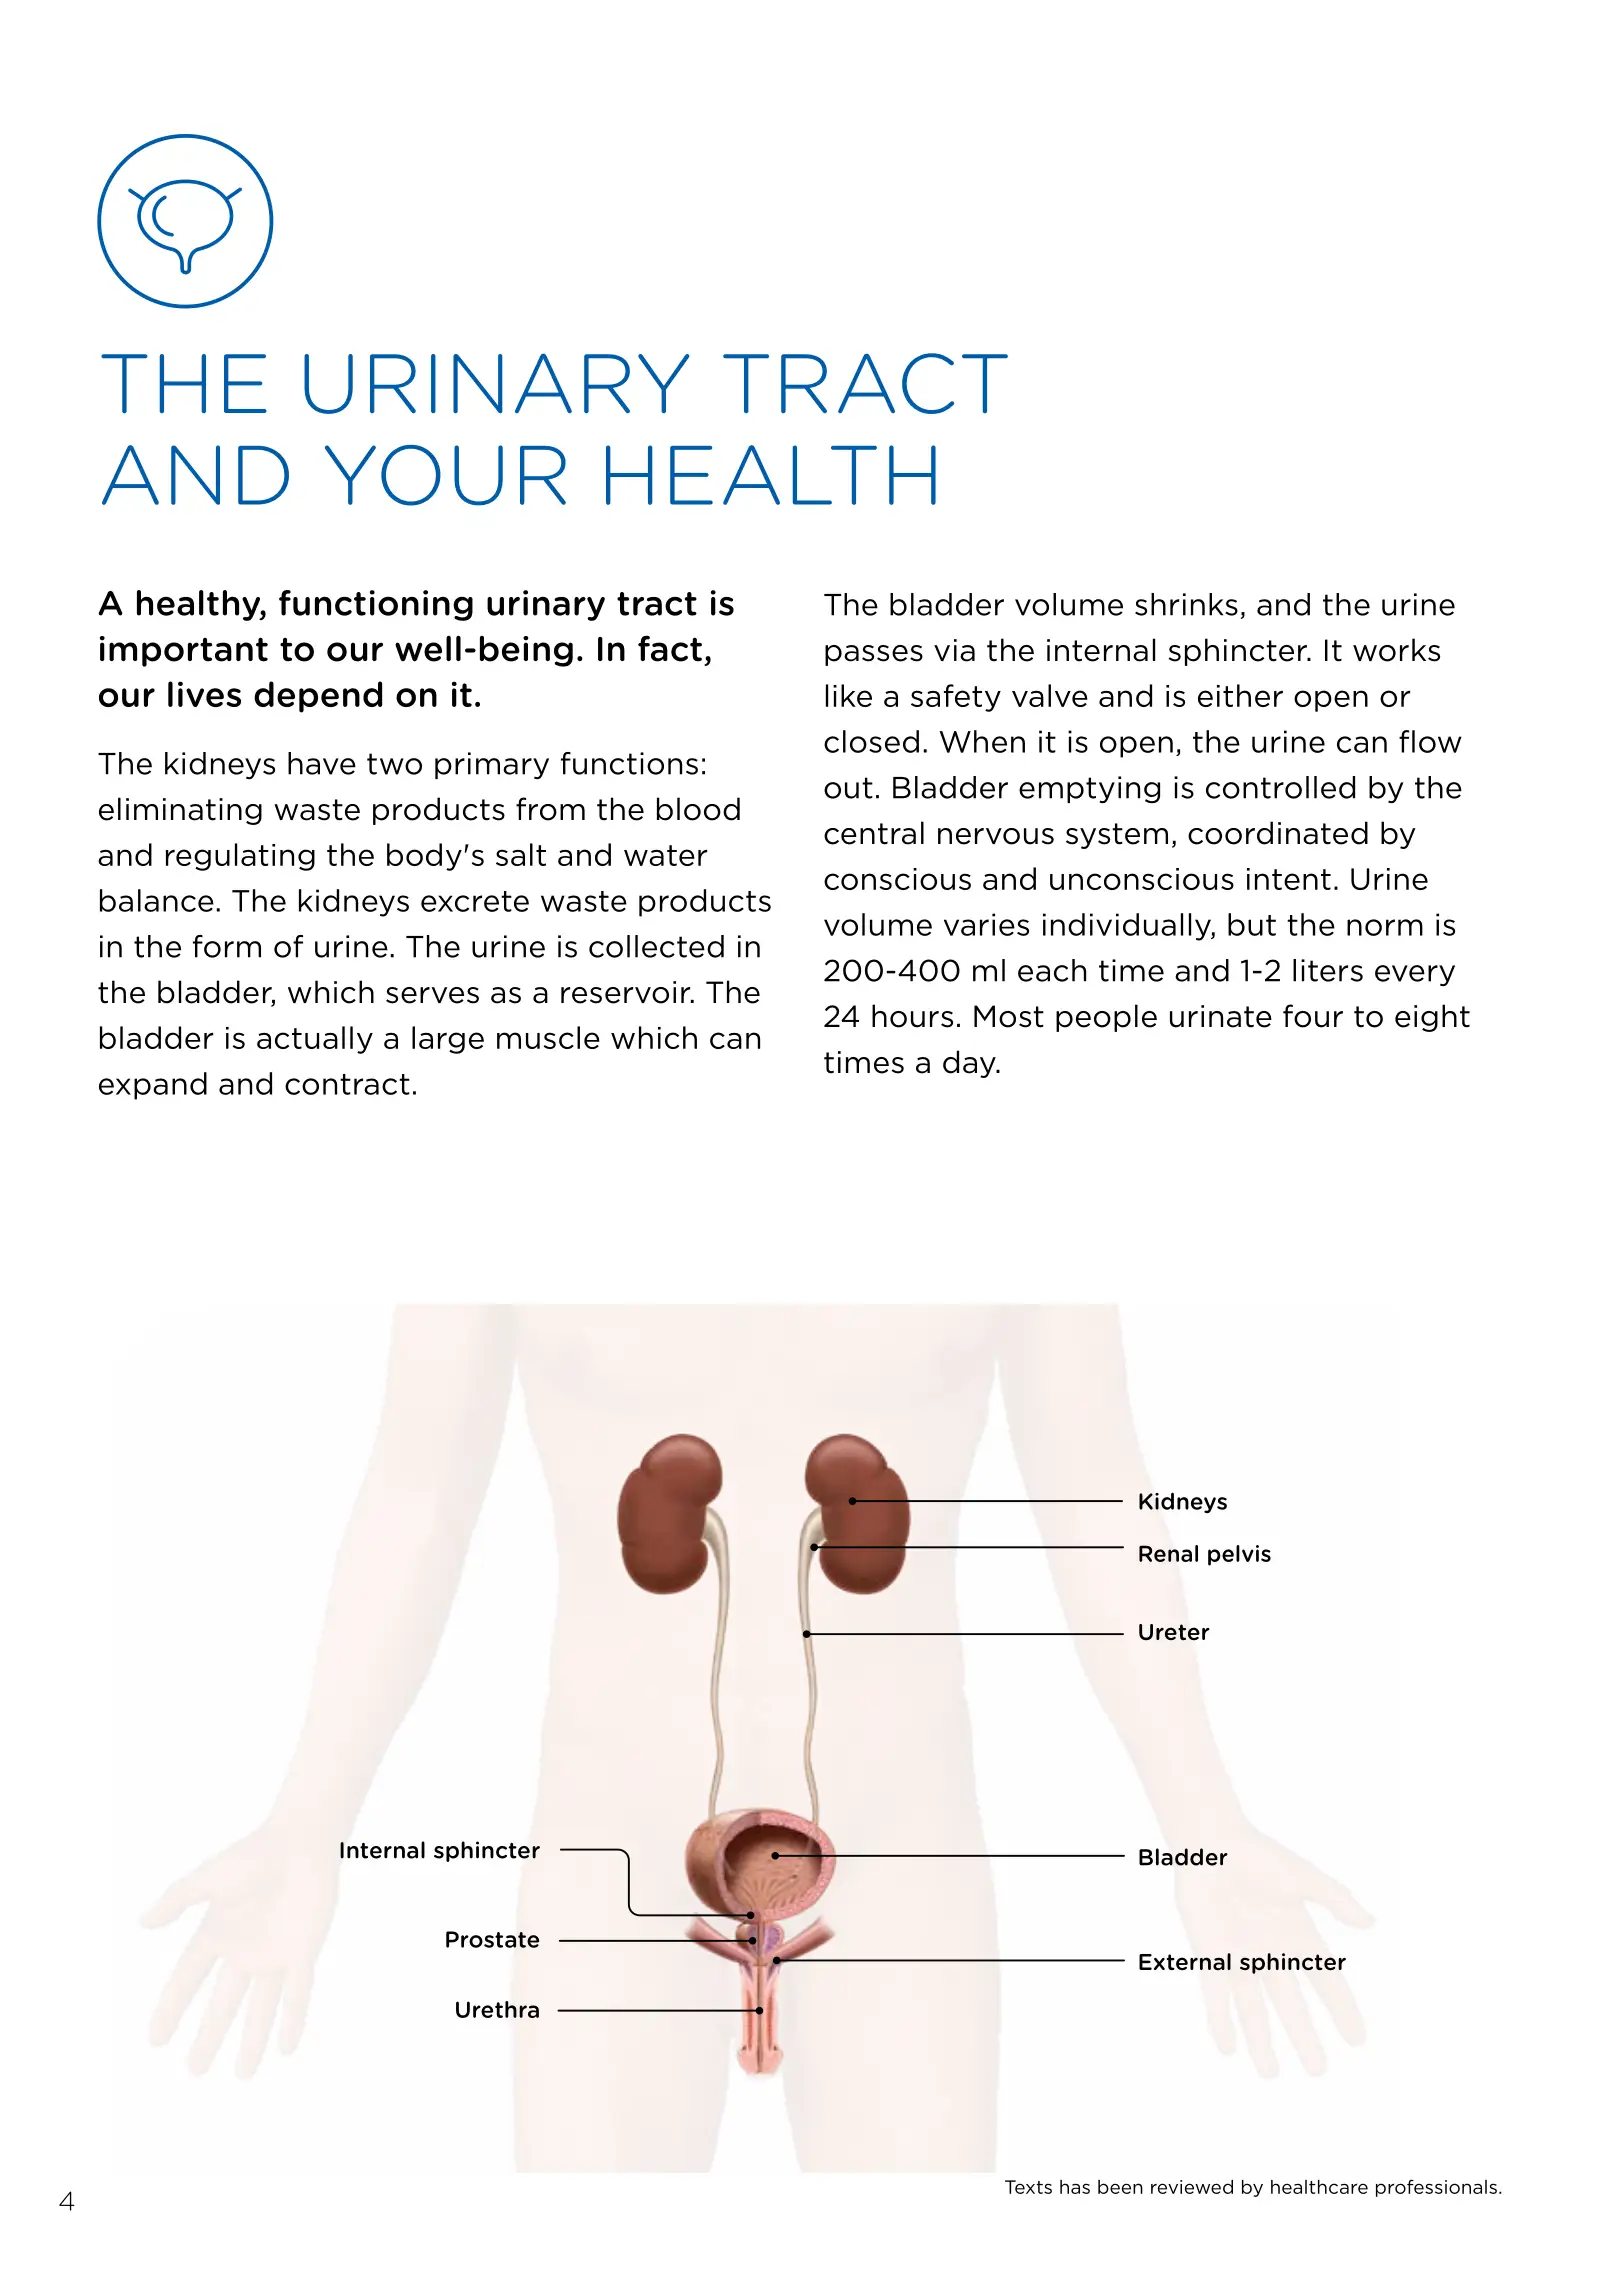 THE URINARY TRACT
AND YOUR HEALTH
A healthy, functioning urinary tract is
important to our well-being. In fact,
our lives depend on it.
The kidneys have two primary functions:
eliminating waste products from the blood
and regulating the body's salt and water
balance. The kidneys excrete waste products
in the form of urine. The urine is collected in
the bladder, which serves as a reservoir. The
bladder is actually a large muscle which can
expand and contract.
The bladder volume shrinks, and the urine
passes via the internal sphincter. It works
like a safety valve and is either open or
closed. When it is open, the urine can flow
out. Bladder emptying is controlled by the
central nervous system, coordinated by
conscious and unconscious intent. Urine
volume varies individually, but the norm is
200-400 ml each time and 1-2 liters every
24 hours. Most people urinate four to eight
times a day.
Kidneys
Renal pelvis
Ureter
Internal sphincter
Bladder
Prostate
External sphincter
Urethra
Texts has been reviewed by healthcare professionals.
4